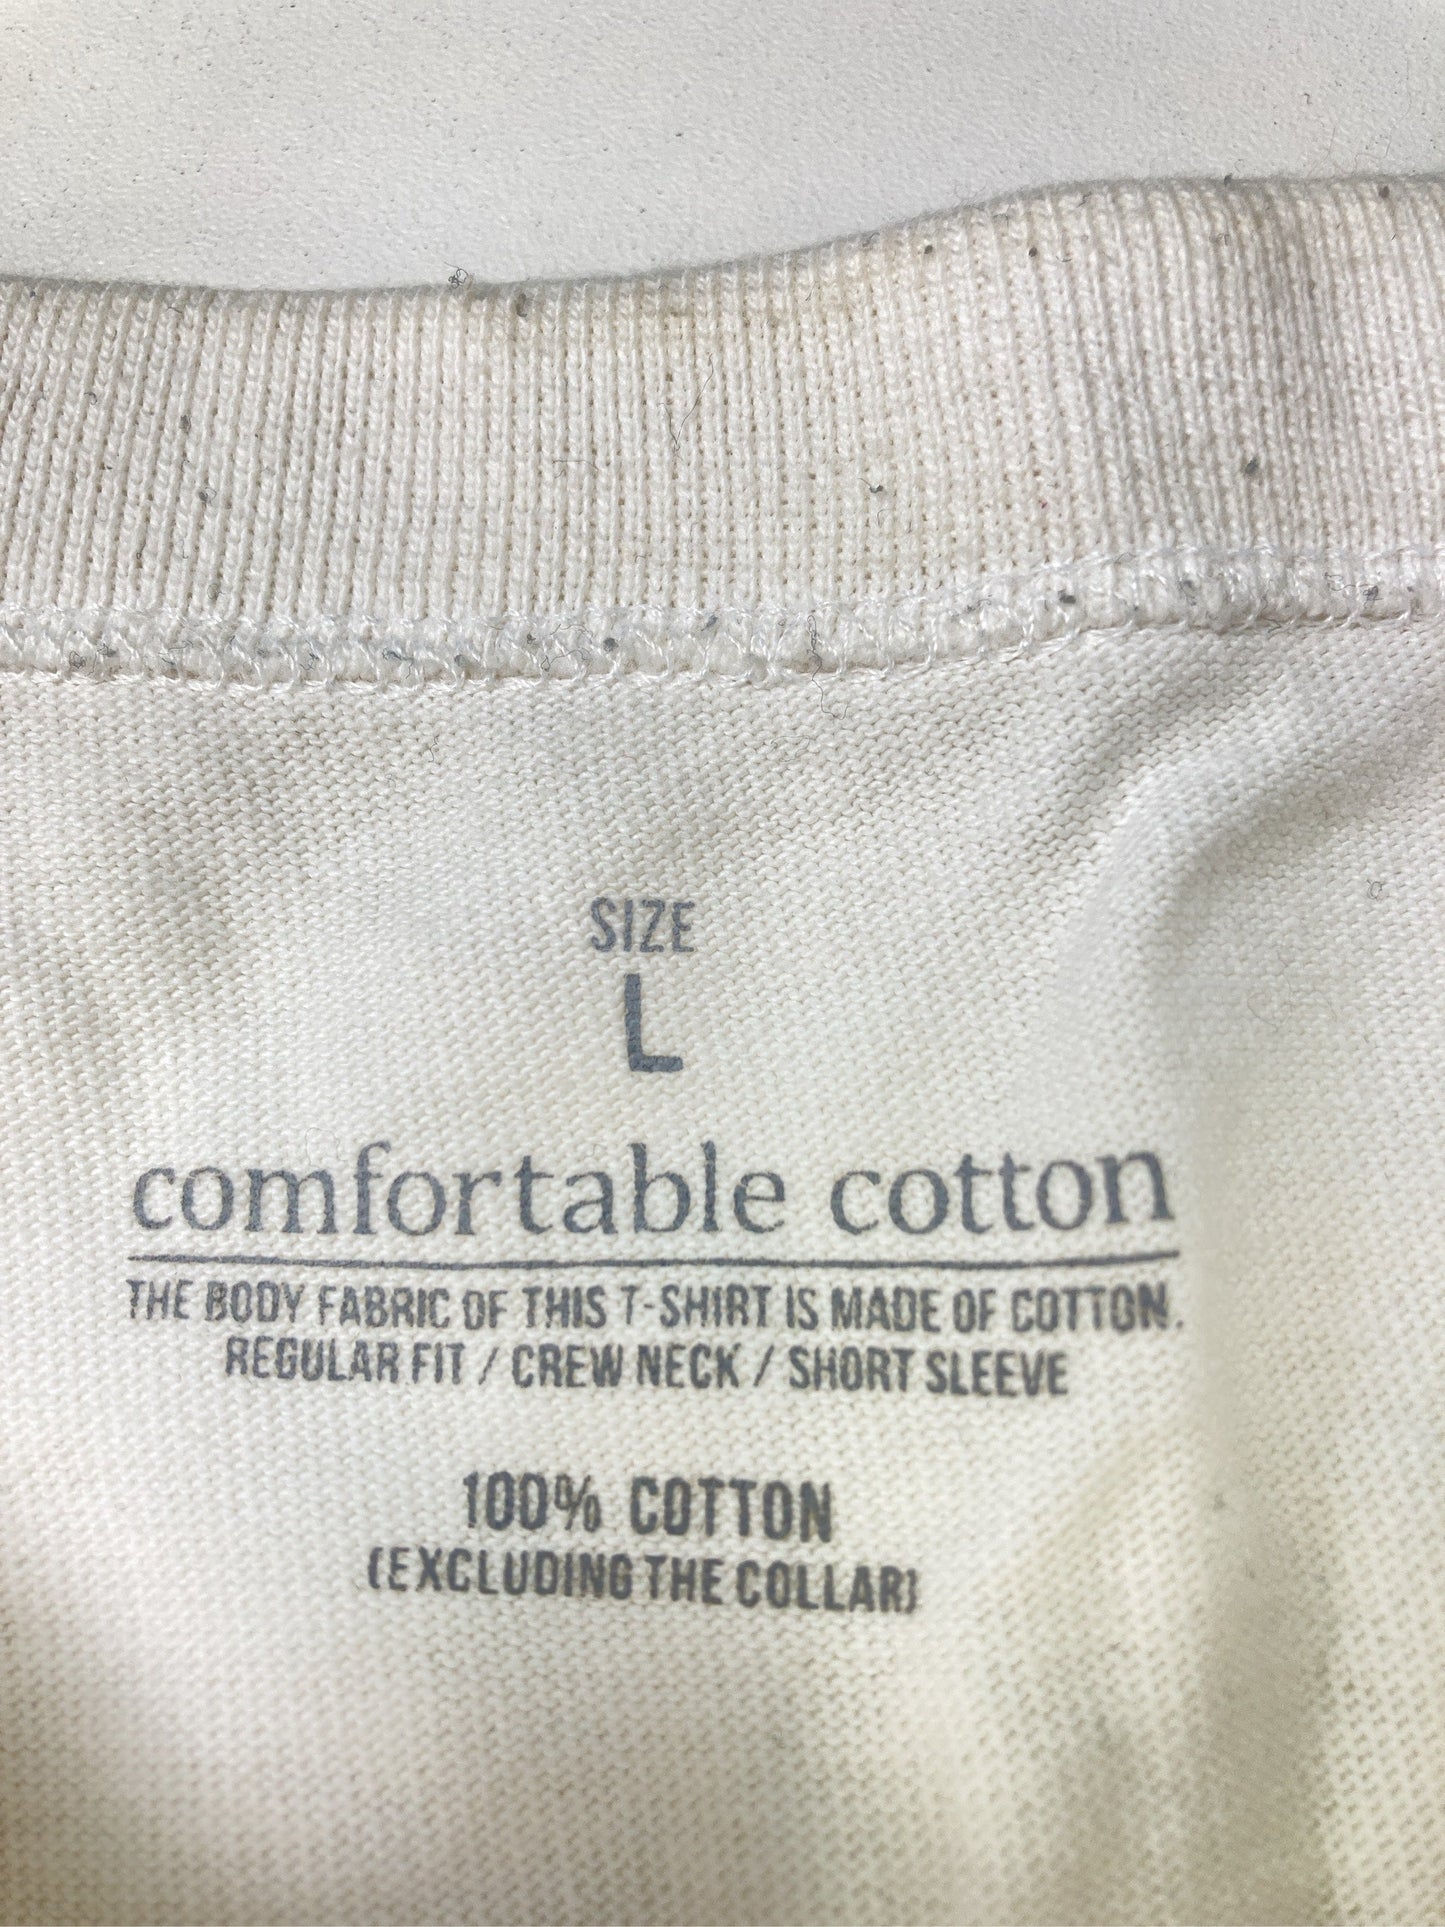 SIZE
L
comfortable cotton
THE BODY FABRIC OF THIS T-SHIRT IS MADE OF COTTON.
REGULAR FIT / CREW NECK / SHORT SLEEVE
100% COTTON
(EXCLUDING THE COLLAR)